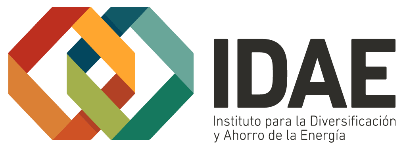 IDAE
Instituto para la Diversificación
y Ahorro de la Energía